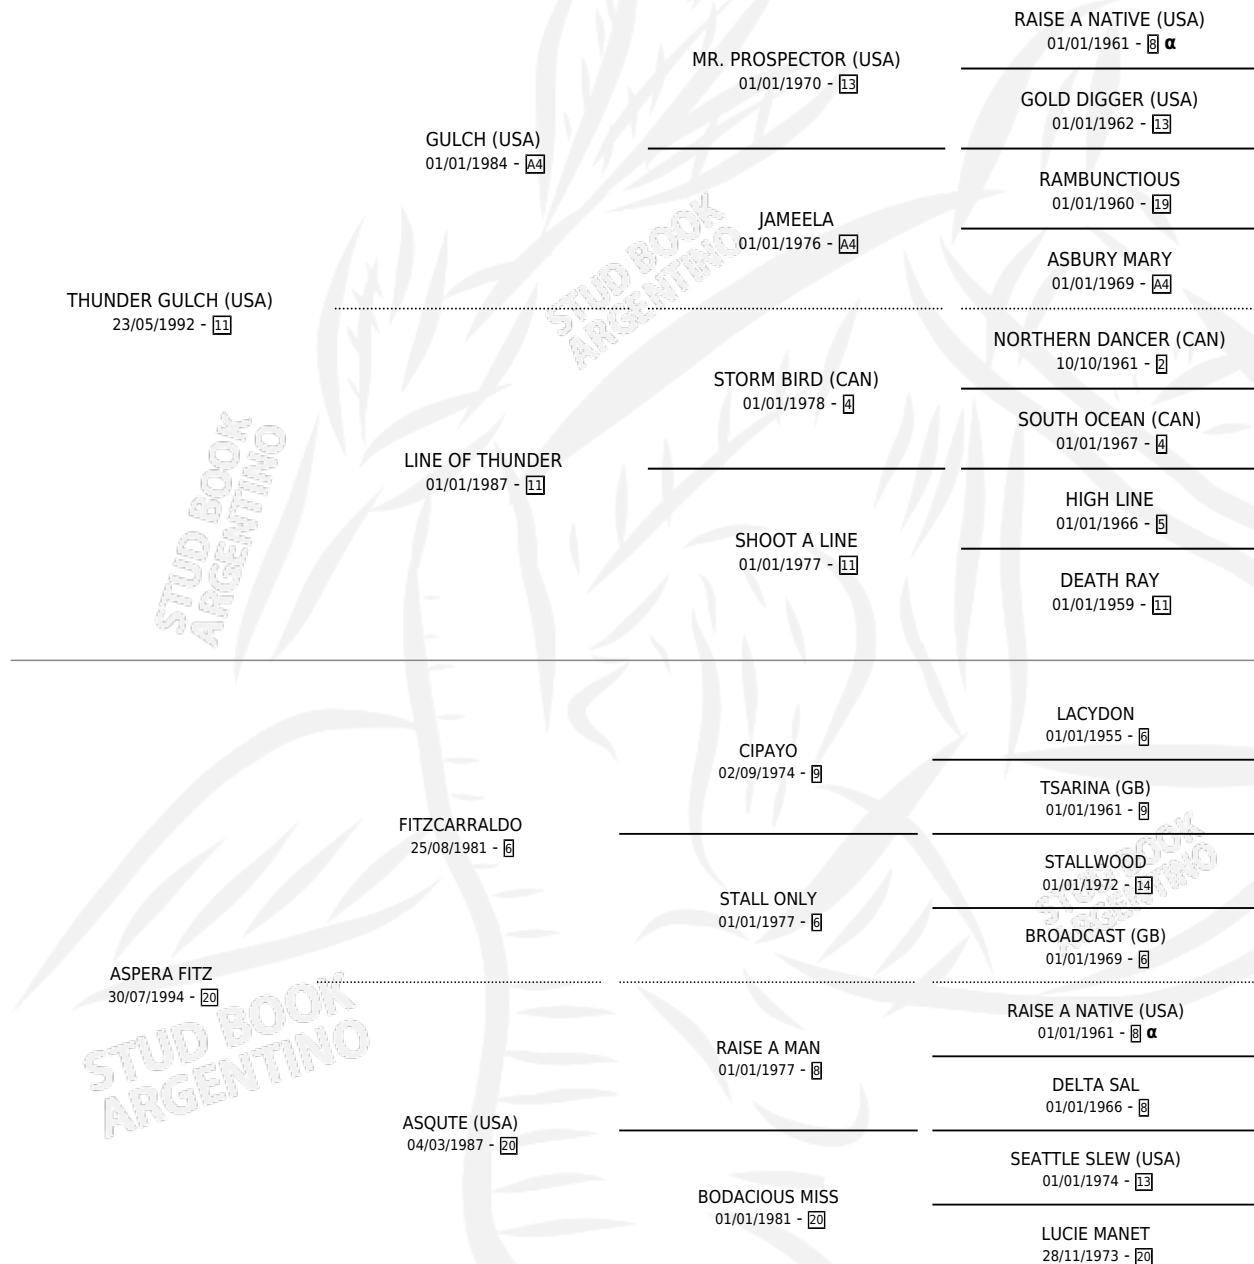 RAISE A NATIVE (USA)
01/01/1961 - 8 α
MR. PROSPECTOR (USA)
01/01/1970 - 13
GOLD DIGGER (USA)
01/01/1962 - 13
GULCH (USA)
01/01/1984 - A4
RAMBUNCTIOUS
01/01/1960 - 19
JAMEELA
01/01/1976 - A4
ASBURY MARY
01/01/1969 - A4
THUNDER GULCH (USA)
23/05/1992 - 11
NORTHERN DANCER (CAN)
10/10/1961 - 2
STORM BIRD (CAN)
01/01/1978 - 4
SOUTH OCEAN (CAN)
01/01/1967 - 4
LINE OF THUNDER
01/01/1987 - 11
HIGH LINE
01/01/1966 - 5
SHOOT A LINE
01/01/1977 - 11
DEATH RAY
01/01/1959 - 11
LACYDON
01/01/1955 - 6
CIPAYO
02/09/1974 - 9
TSARINA (GB)
01/01/1961 - 9
FITZCARRALDO
25/08/1981 - 6
STALLWOOD
01/01/1972 - 14
STALL ONLY
01/01/1977 - 6
BROADCAST (GB)
01/01/1969 - 6
ASPERA FITZ
30/07/1994 - 20
RAISE A NATIVE (USA)
01/01/1961 - 8 α
RAISE A MAN
01/01/1977 - 8
DELTA SAL
01/01/1966 - 8
ASQUTE (USA)
04/03/1987 - 20
SEATTLE SLEW (USA)
01/01/1974 - 13
BODACIOUS MISS
01/01/1981 - 20
LUCIE MANET
28/11/1973 - 20
STUD BOOK
ARGENTINO
STUD BOOK
ARGENTINO
STUD BOOK
ARGENTINO
STUD BOOK
ARGENTINO